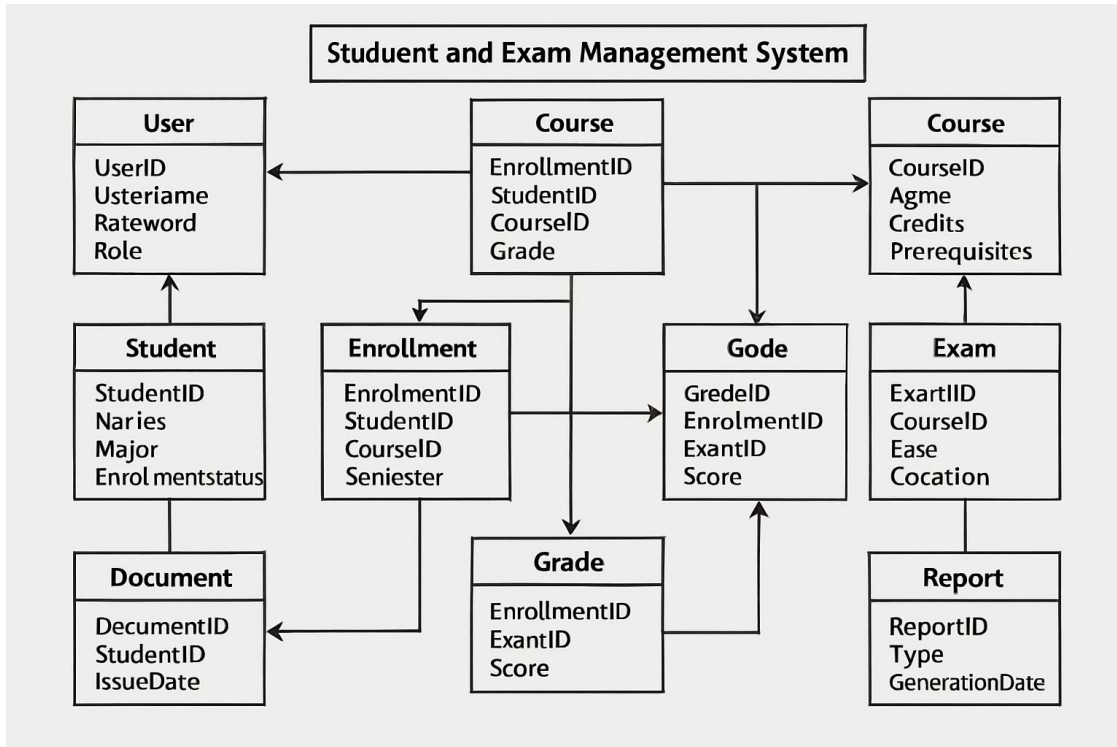 Studuent and Exam Management System
User
UserID
Usteriame
Rateword
Role
Course
EnrollmentID
StudentID
CourseID
Grade
Course
CourseID
Agme
Credits
Prerequisites
Student
StudentID
Naries
Major
Enrolmentstatus
Enrollment
EnrolmentID
StudentID
CourseID
Seniester
Gode
GredeID
EnrolmentID
ExantID
Score
Exam
ExartIID
CourseID
Ease
Cocation
Document
DecumentID
StudentID
IssueDate
Grade
EnrollmentID
ExantID
Score
Report
ReportID
Type
GenerationDate